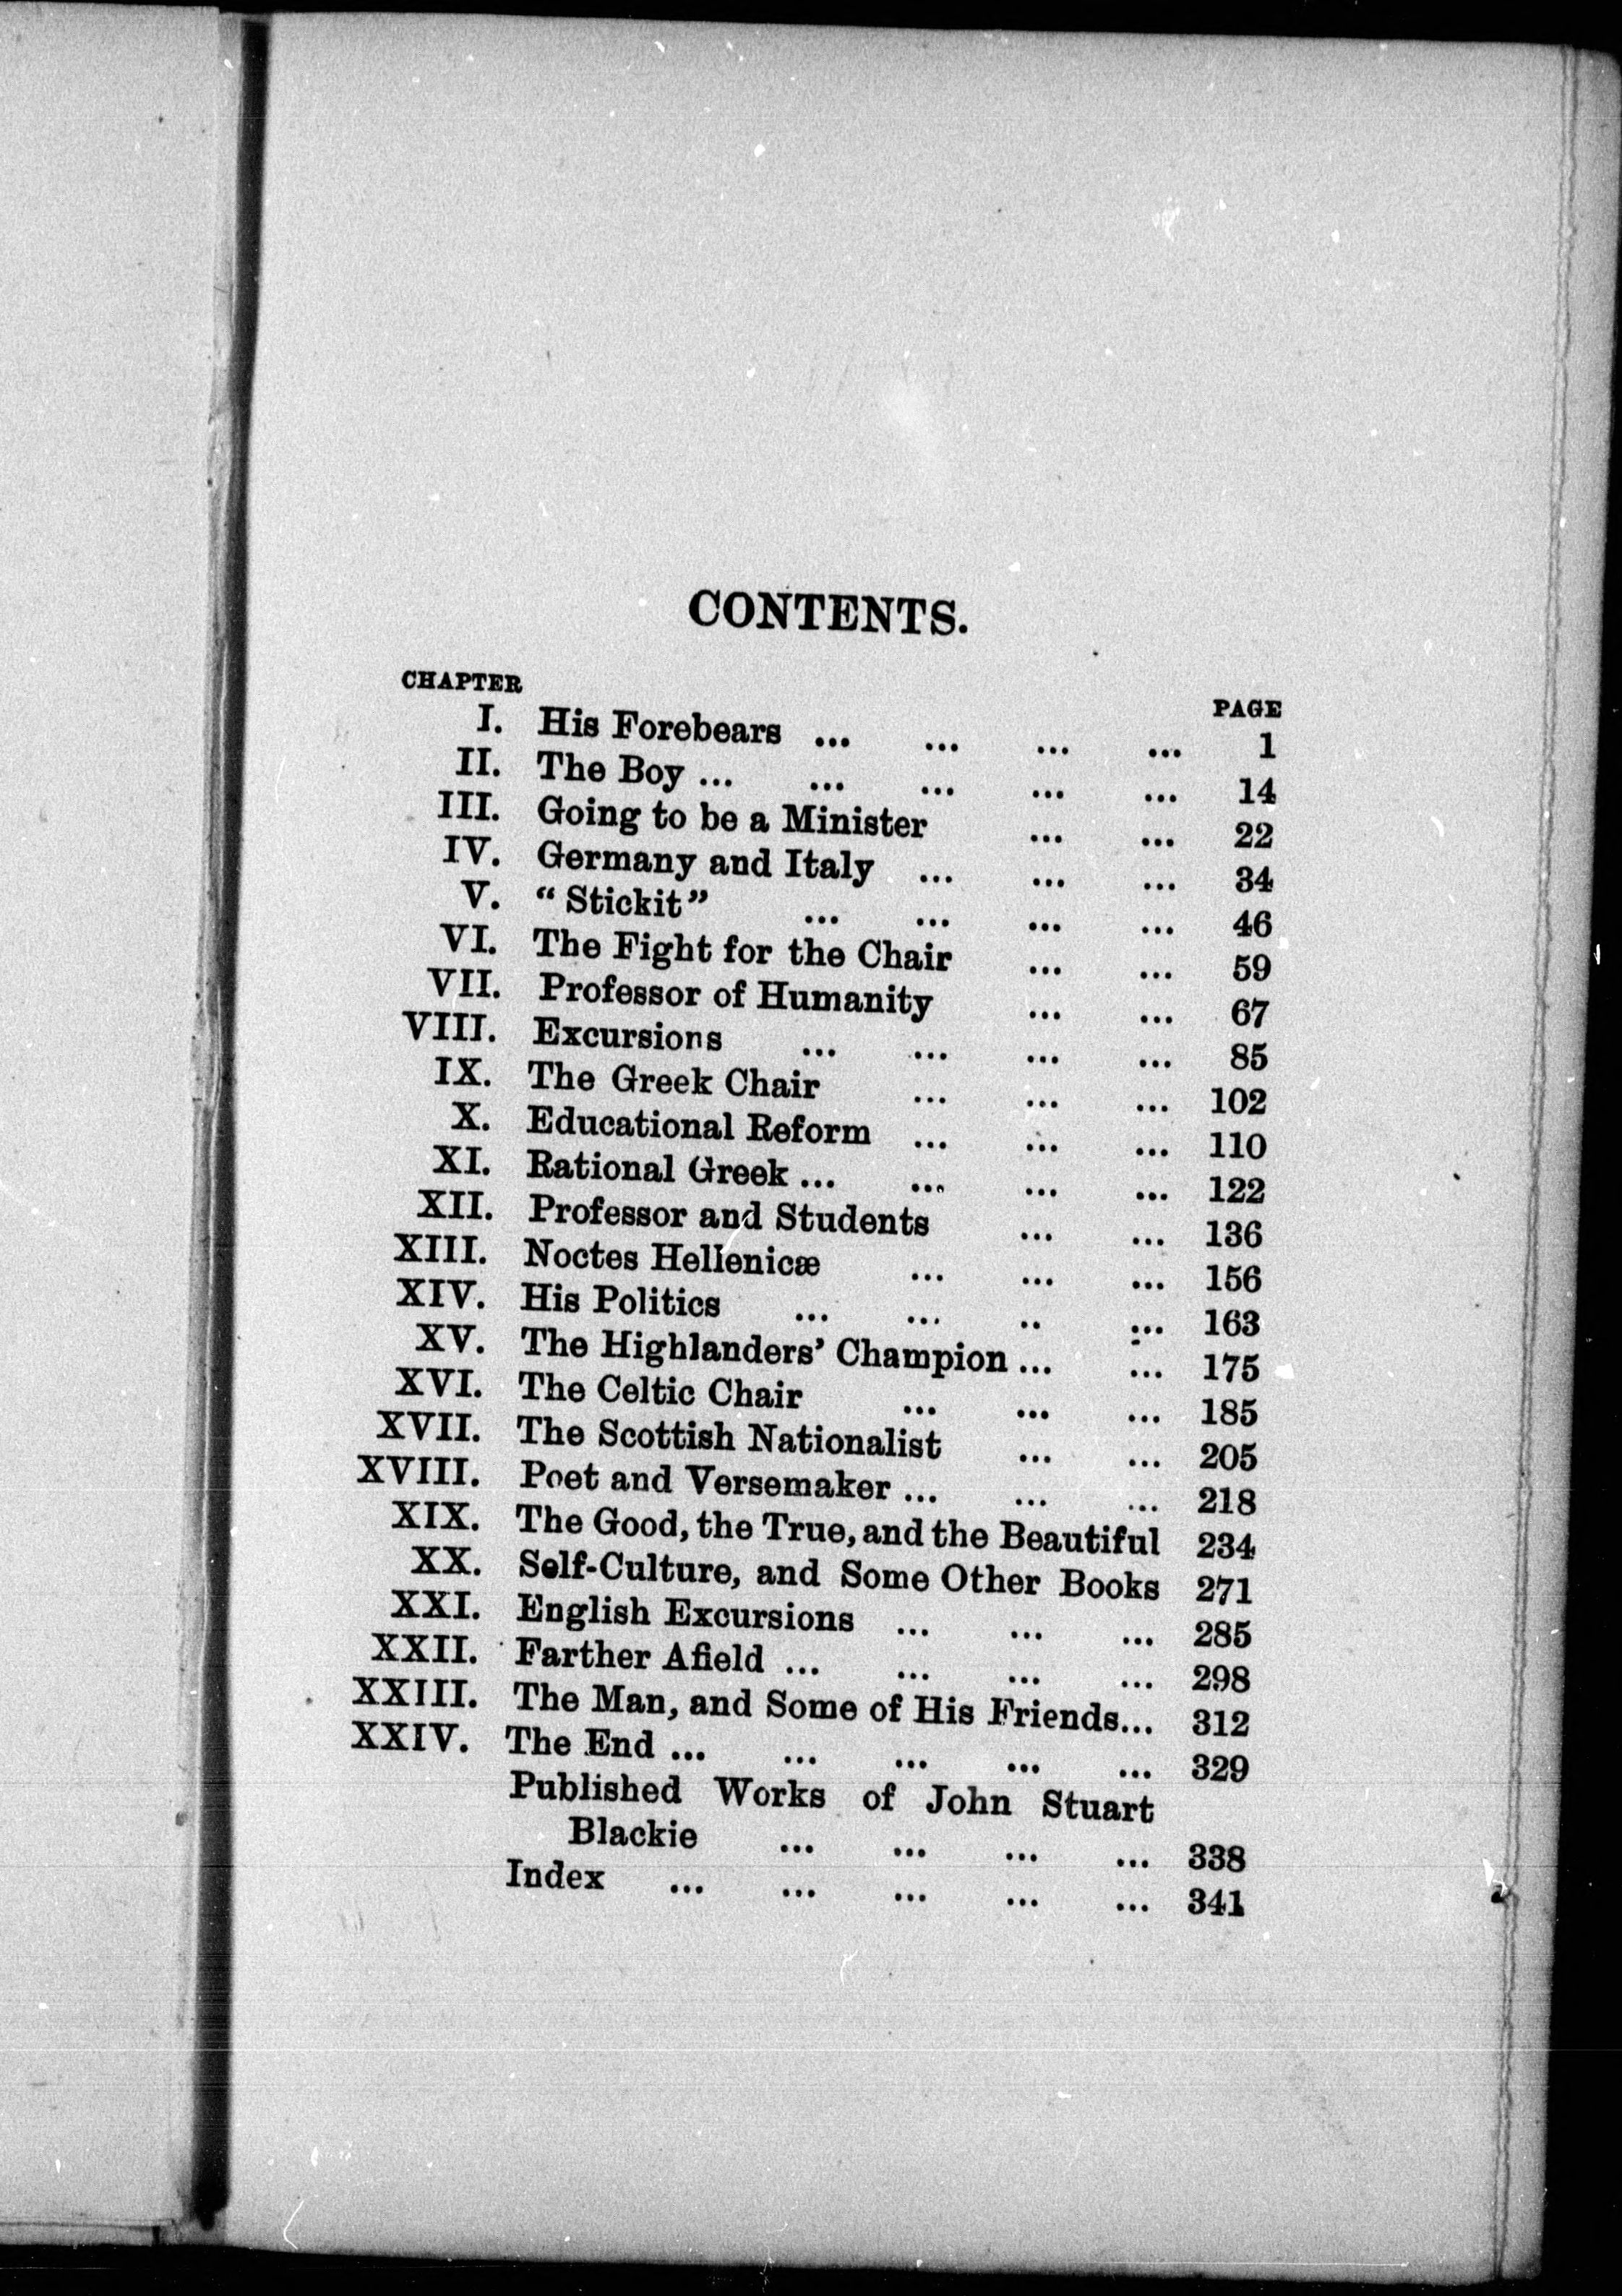 CONTENTS.
CHAPTER PAGE
I. His Forebears ... ... ... ... 1
II. The Boy ... ... ... ... ... 14
III. Going to be a Minister ... ... 22
IV. Germany and Italy ... ... ... 34
V. “Stickit” ... ... ... ... 46
VI. The Fight for the Chair ... ... 59
VII. Professor of Humanity ... ... 67
VIII. Excursions ... ... ... ... 85
IX. The Greek Chair ... ... ... 102
X. Educational Reform ... ... ... 110
XI. Rational Greek ... ... ... ... 122
XII. Professor and Students ... ... 136
XIII. Noctes Hellenicæ ... ... ... 156
XIV. His Politics ... ... .. ... 163
XV. The Highlanders’ Champion ... ... 175
XVI. The Celtic Chair ... ... ... 185
XVII. The Scottish Nationalist ... ... 205
XVIII. Poet and Versemaker ... ... ... 218
XIX. The Good, the True, and the Beautiful 234
XX. Self-Culture, and Some Other Books 271
XXI. English Excursions ... ... ... 285
XXII. Farther Afield ... ... ... ... 298
XXIII. The Man, and Some of His Friends... 312
XXIV. The End ... ... ... ... ... 329
Published Works of John Stuart
Blackie ... ... ... ... 338
Index ... ... ... ... ... 341